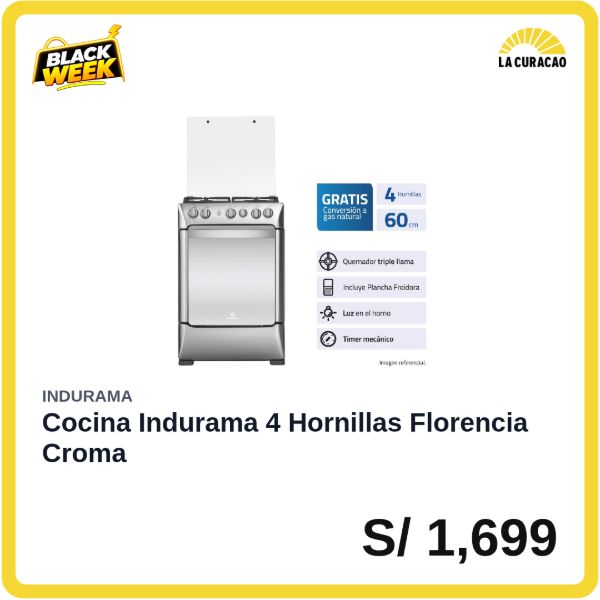 BLACK
WEEK
LA CURACAO
GRATIS
Conversión a
gas natural
4 Hornillas
60 cm
Quemador triple llama
Incluye Plancha Freidora
Luz en el horno
Timer mecánico
Imagen referencial.
INDURAMA
Cocina Indurama 4 Hornillas Florencia
Croma
S/ 1,699